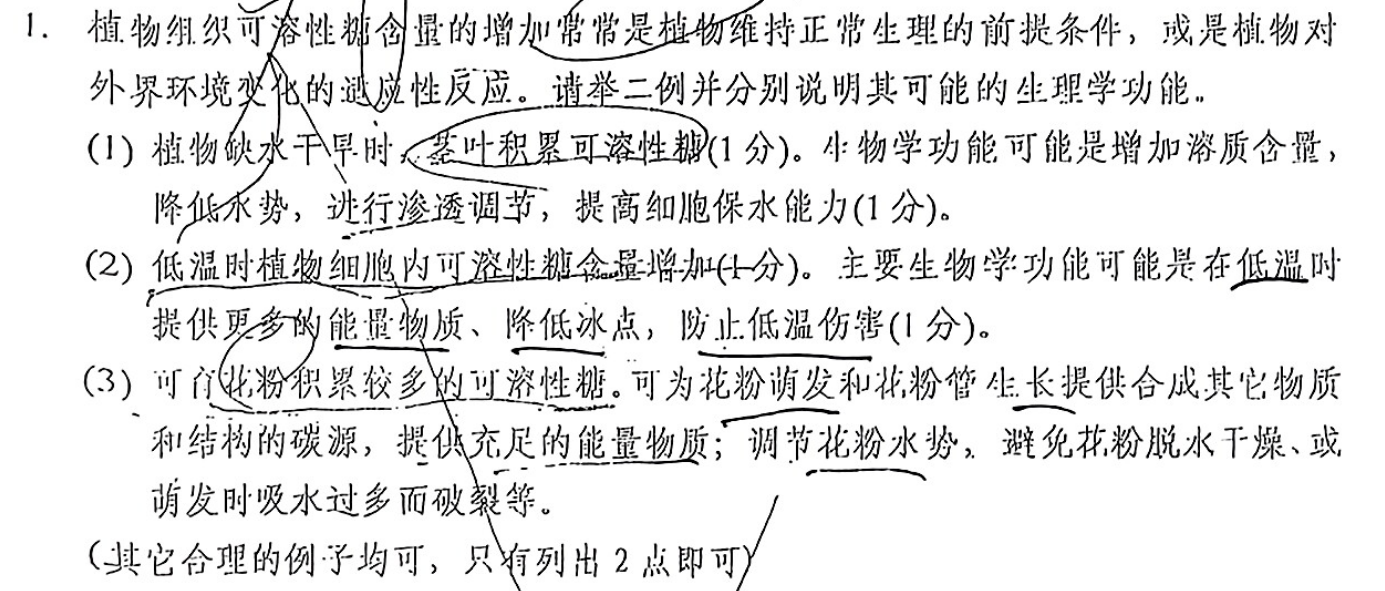 1. 植物组织可溶性糖含量的增加常常是植物维持正常生理的前提条件，或是植物对
外界环境变化的适应性反应。请举二例并分别说明其可能的生理学功能。
(1) 植物缺水干旱时，茎叶积累可溶性糖(1 分)。生物学功能可能是增加溶质含量，
降低水势，进行渗透调节，提高细胞保水能力(1 分)。
(2) 低温时植物细胞内可溶性糖含量增加(1 分)。主要生物学功能可能是在低温时
提供更多的能量物质、降低冰点，防止低温伤害(1 分)。
(3) 可育花粉积累较多的可溶性糖。可为花粉萌发和花粉管生长提供合成其它物质
和结构的碳源，提供充足的能量物质；调节花粉水势，避免花粉脱水干燥、或
萌发时吸水过多而破裂等。
(其它合理的例子均可，只有列出 2 点即可)